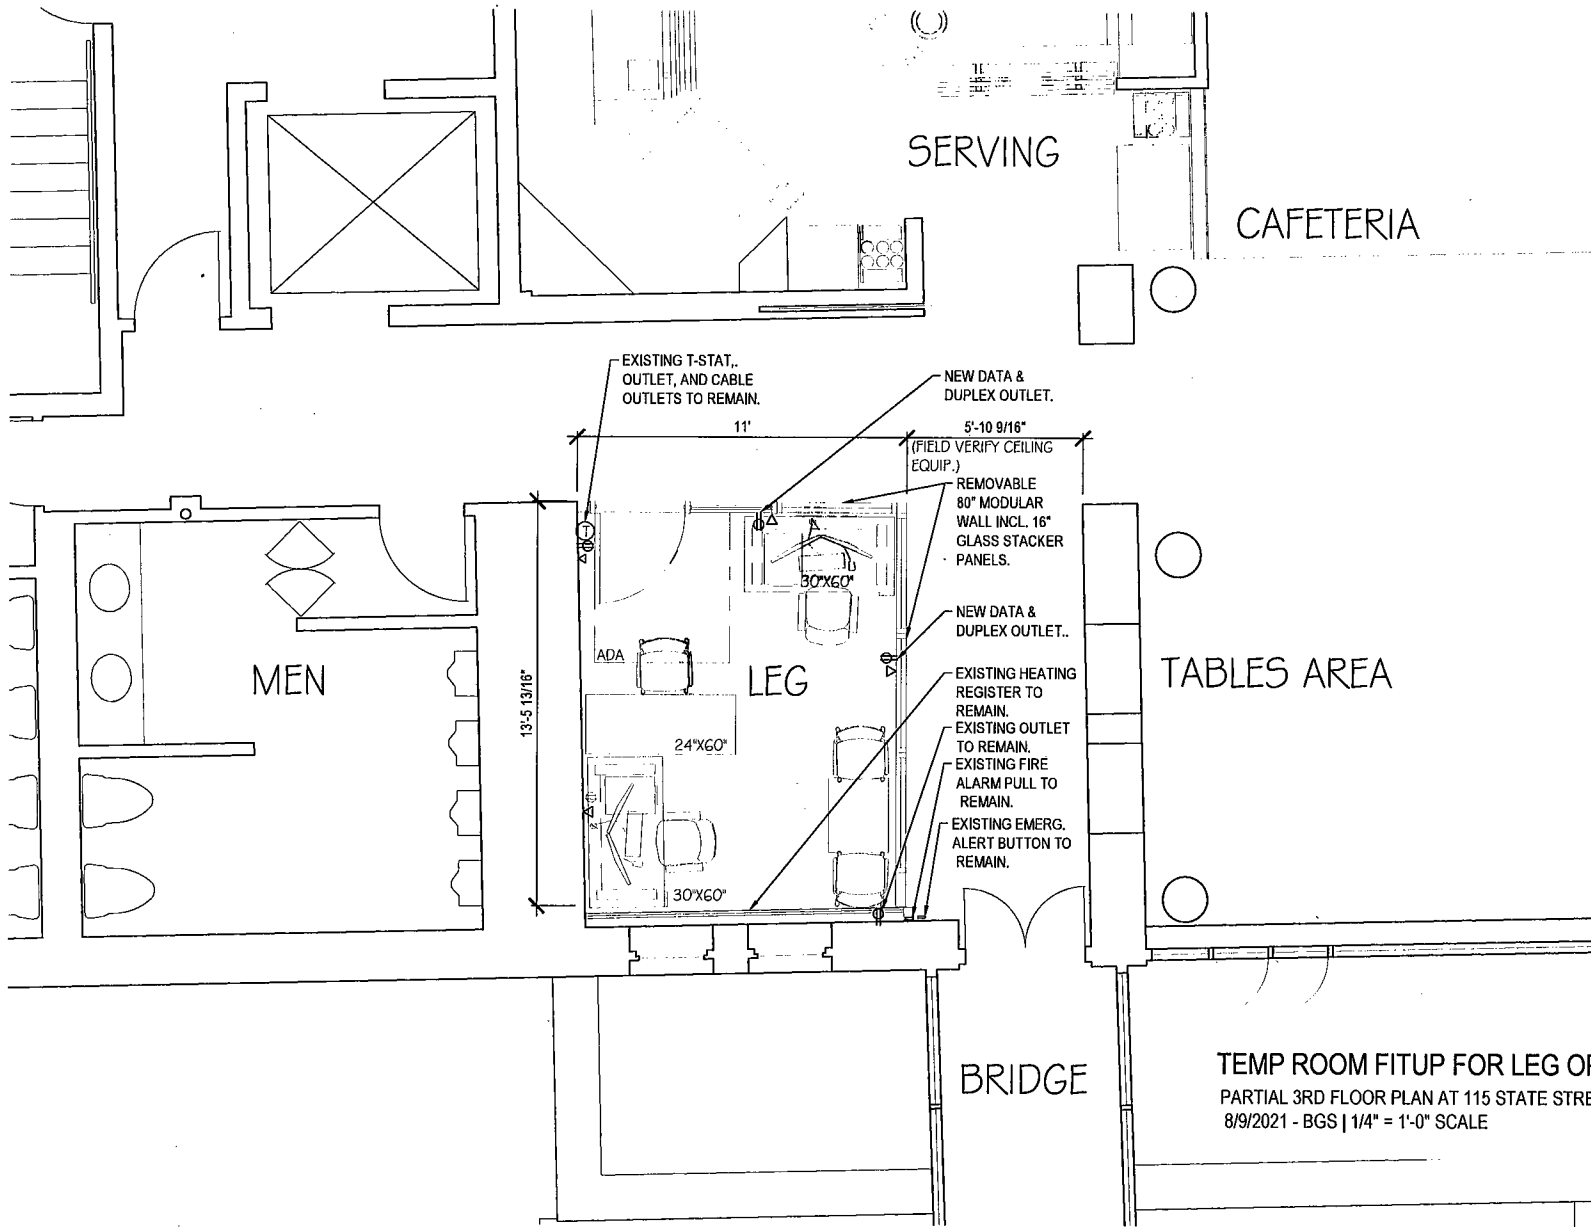 SERVING
CAFETERIA
EXISTING T-STAT,.
OUTLET, AND CABLE
OUTLETS TO REMAIN.
NEW DATA &
DUPLEX OUTLET.
11'
5'-10 9/16"
(FIELD VERIFY CEILING
EQUIP.)
REMOVABLE
80" MODULAR
WALL INCL. 16"
GLASS STACKER
PANELS.
T
30"X60"
NEW DATA &
DUPLEX OUTLET..
ADA
MEN
LEG
TABLES AREA
13'-5 13/16"
EXISTING HEATING
REGISTER TO
REMAIN.
24"X60"
EXISTING OUTLET
TO REMAIN.
EXISTING FIRE
ALARM PULL TO
REMAIN.
EXISTING EMERG.
ALERT BUTTON TO
REMAIN.
30"X60"
BRIDGE
TEMP ROOM FITUP FOR LEG OP
PARTIAL 3RD FLOOR PLAN AT 115 STATE STRE
8/9/2021 - BGS | 1/4" = 1'-0" SCALE